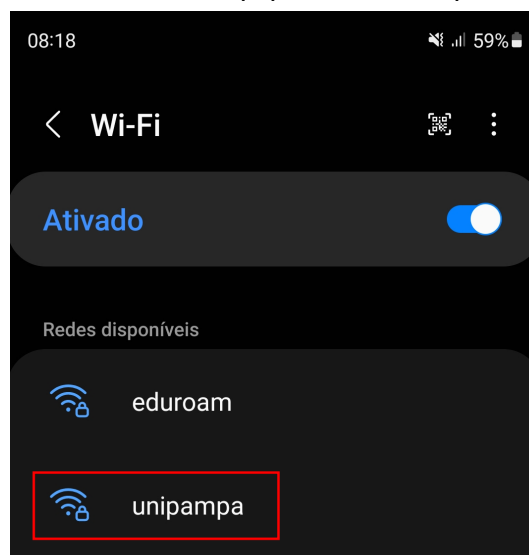 08:18 59%
Wi-Fi
Ativado
Redes disponíveis
eduroam
unipampa